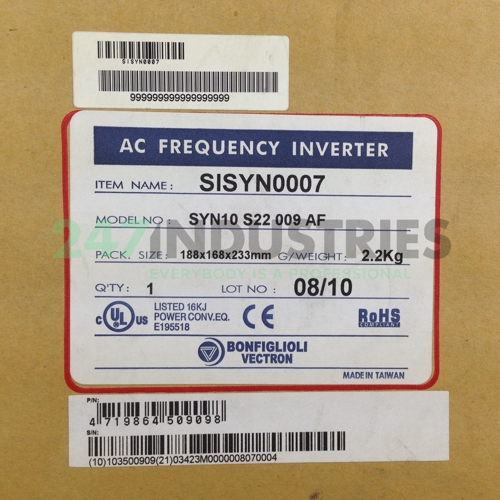 SISYN0007
999999999999999999
AC FREQUENCY INVERTER
ITEM NAME: SISYN0007
MODEL NO: SYN10 S22 009 AF
247INDUSTRIES
PACK. SIZE: 188x168x233mm G/WEIGHT: 2.2Kg
EVERYBODY IS A PROFESSIONAL
Q'TY: 1 LOT NO: 08/10
C UL US LISTED 16KJ
POWER CONV.EQ.
E195518
CE
RoHS
COMPLIANT
BONFIGLIOLI
VECTRON
MADE IN TAIWAN
P/N:
4 719864 509098
S/N:
(10)103500909(21)03423M0000008070004